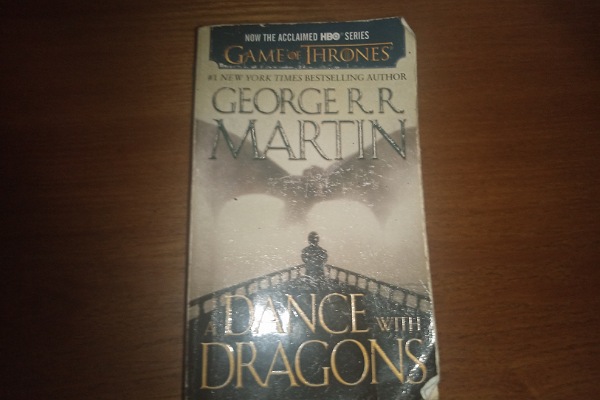 NOW THE ACCLAIMED HBO SERIES
GAME OF THRONES
#1 NEW YORK TIMES BESTSELLING AUTHOR
GEORGE R. R.
MARTIN
A DANCE WITH
DRAGONS